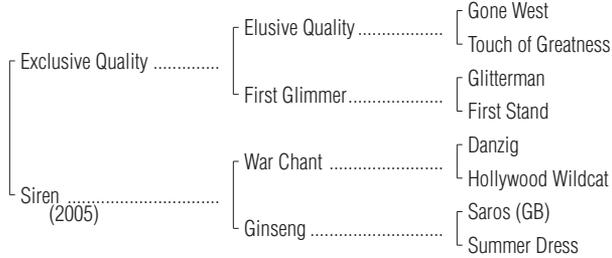 Gone West
Elusive Quality ..................
Touch of Greatness
Exclusive Quality ..............
Glitterman
First Glimmer....................
First Stand
Danzig
War Chant ........................
Hollywood Wildcat
Siren ................................
(2005)
Saros (GB)
Ginseng ............................
Summer Dress